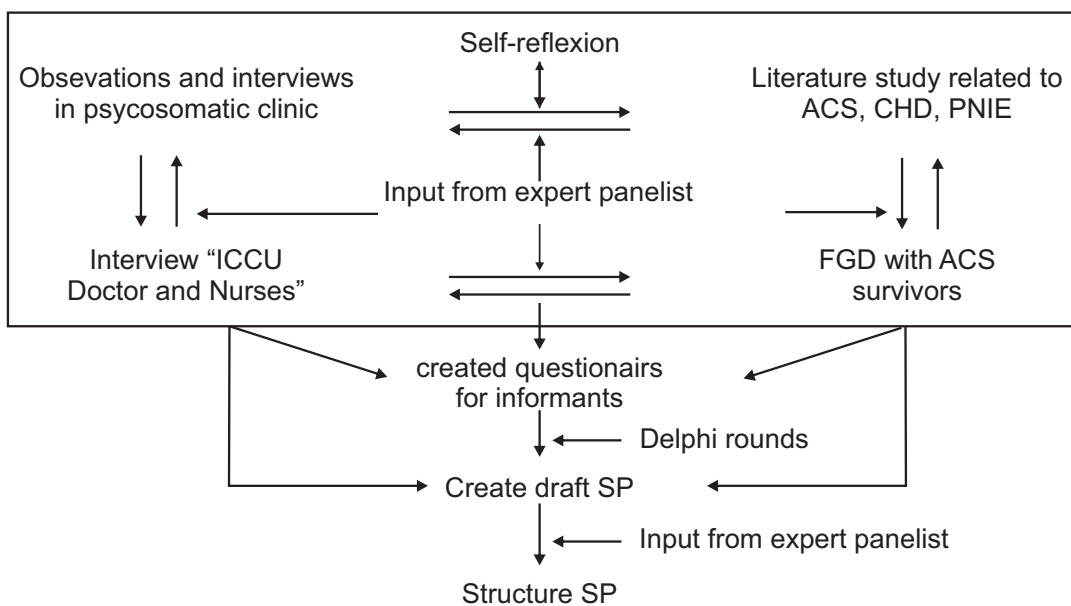 Self-reflexion
Obsevations and interviews
in psycosomatic clinic
Literature study related to
ACS, CHD, PNIE
Input from expert panelist
Interview “ICCU
Doctor and Nurses”
FGD with ACS
survivors
created questionairs
for informants
Delphi rounds
Create draft SP
Input from expert panelist
Structure SP